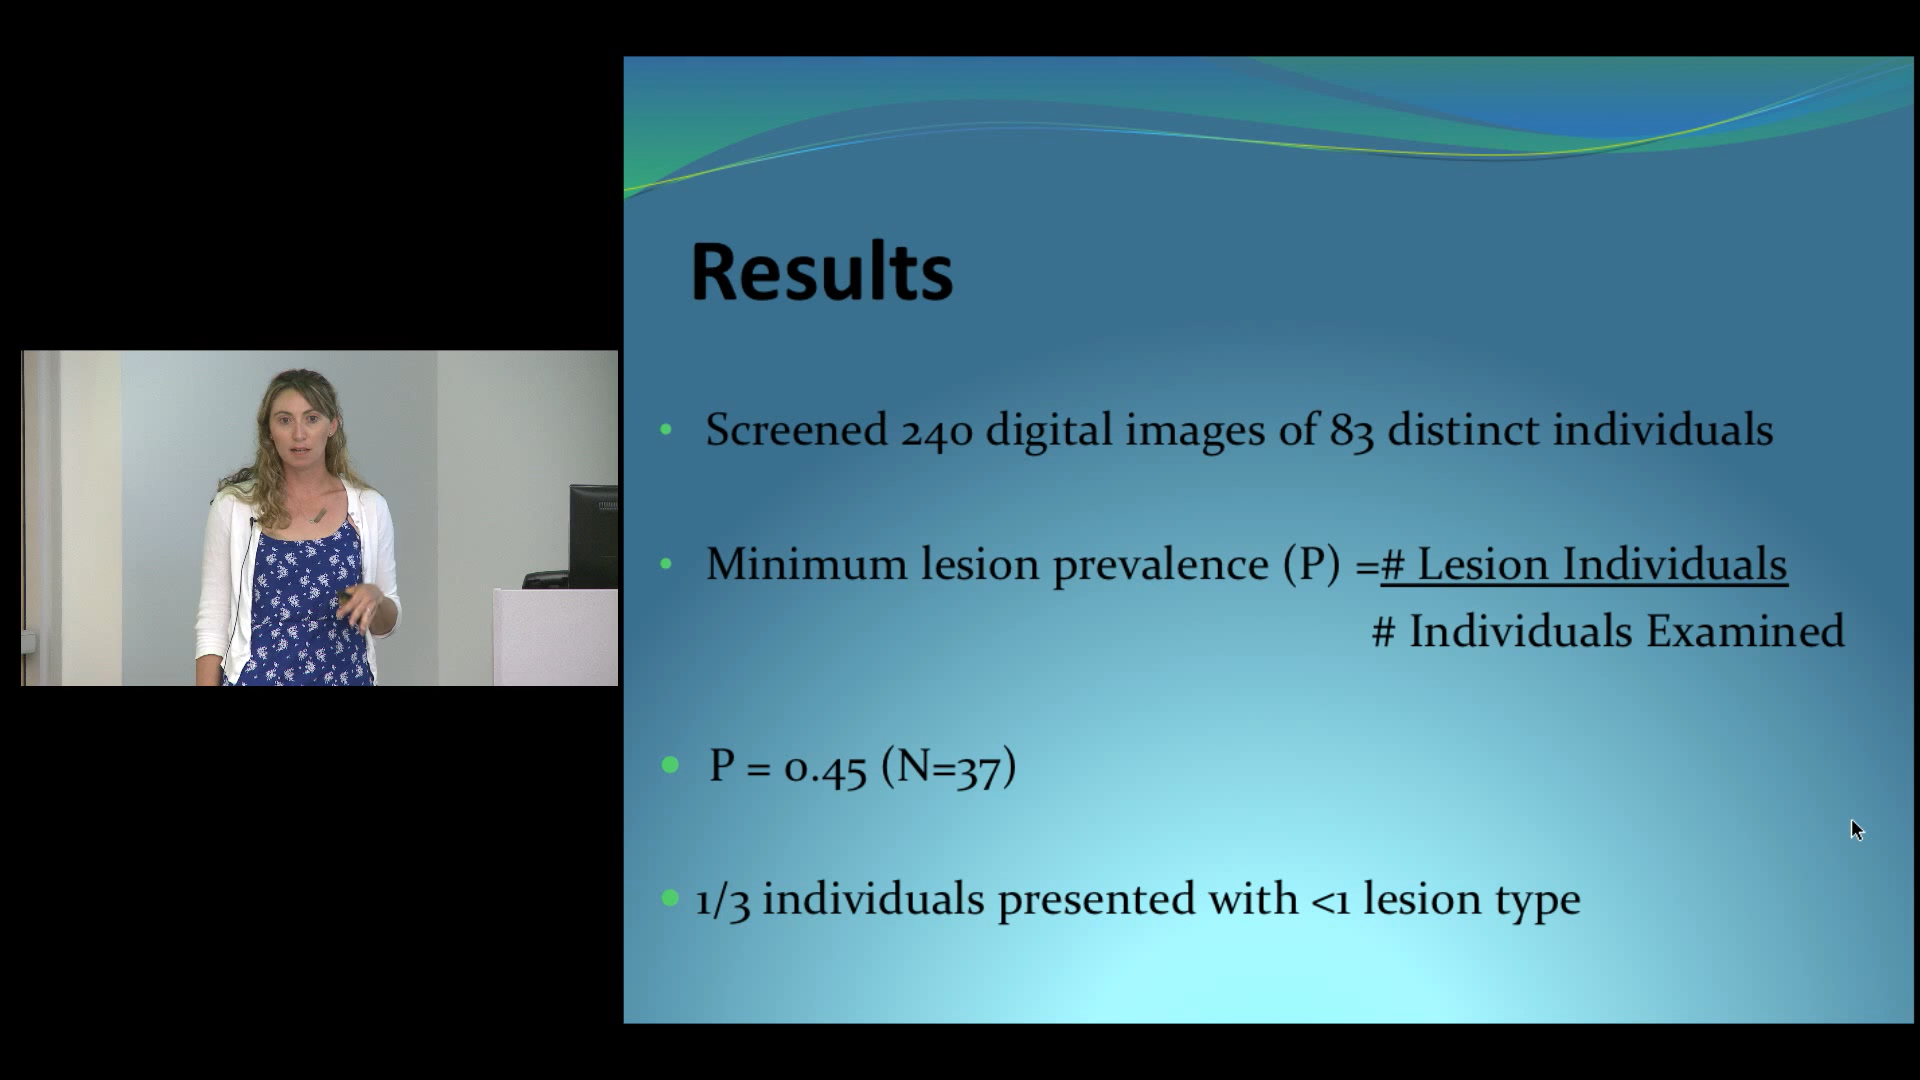 Results
• Screened 240 digital images of 83 distinct individuals
• Minimum lesion prevalence (P) =# Lesion Individuals
# Individuals Examined
• P = 0.45 (N=37)
• 1/3 individuals presented with <1 lesion type